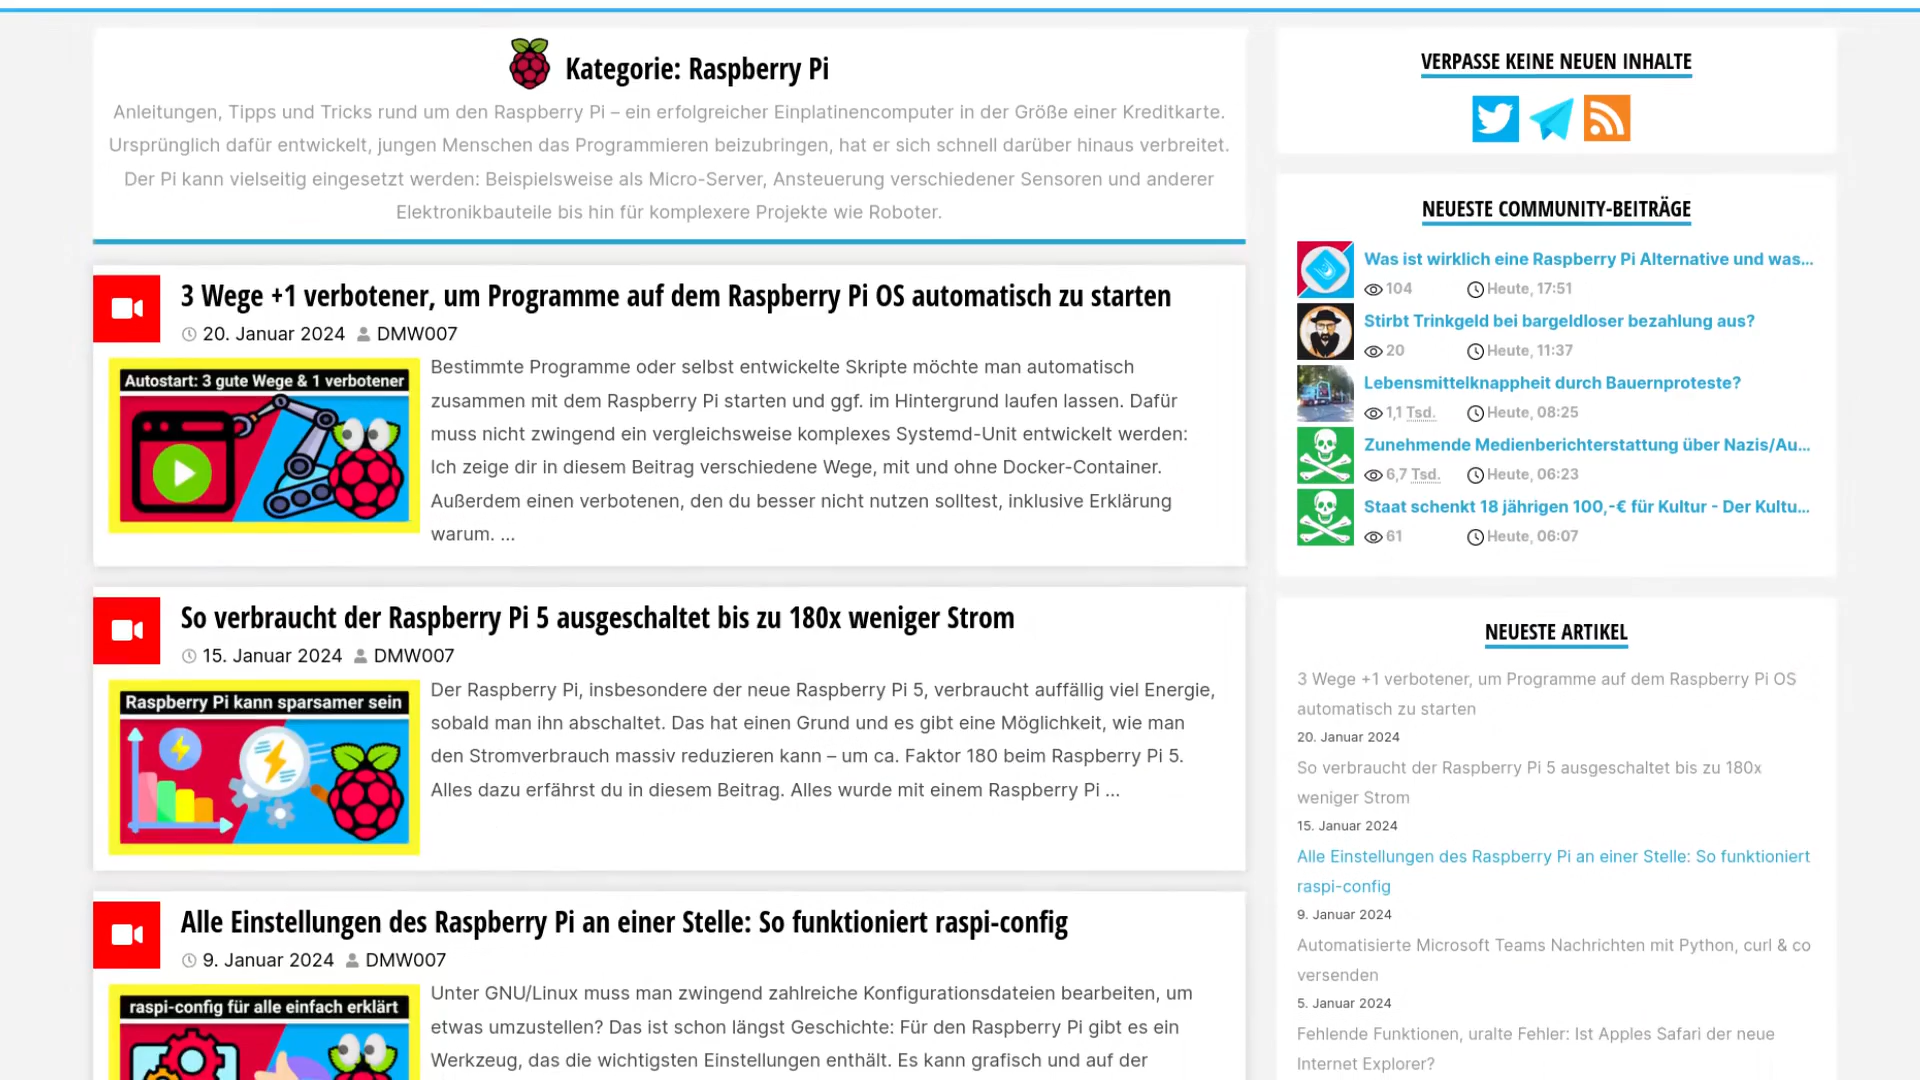 Kategorie: Raspberry Pi
Anleitungen, Tipps und Tricks rund um den Raspberry Pi – ein erfolgreicher Einplatinencomputer in der Größe einer Kreditkarte.
Ursprünglich dafür entwickelt, jungen Menschen das Programmieren beizubringen, hat er sich schnell darüber hinaus verbreitet.
Der Pi kann vielseitig eingesetzt werden: Beispielsweise als Micro-Server, Ansteuerung verschiedener Sensoren und anderer
Elektronikbauteile bis hin für komplexere Projekte wie Roboter.
3 Wege +1 verbotener, um Programme auf dem Raspberry Pi OS automatisch zu starten
20. Januar 2024 DMW007
Autostart: 3 gute Wege & 1 verbotener
Bestimmte Programme oder selbst entwickelte Skripte möchte man automatisch
zusammen mit dem Raspberry Pi starten und ggf. im Hintergrund laufen lassen. Dafür
muss nicht zwingend ein vergleichsweise komplexes Systemd-Unit entwickelt werden:
Ich zeige dir in diesem Beitrag verschiedene Wege, mit und ohne Docker-Container.
Außerdem einen verbotenen, den du besser nicht nutzen solltest, inklusive Erklärung
warum. ...
So verbraucht der Raspberry Pi 5 ausgeschaltet bis zu 180x weniger Strom
15. Januar 2024 DMW007
Raspberry Pi kann sparsamer sein
Der Raspberry Pi, insbesondere der neue Raspberry Pi 5, verbraucht auffällig viel Energie,
sobald man ihn abschaltet. Das hat einen Grund und es gibt eine Möglichkeit, wie man
den Stromverbrauch massiv reduzieren kann – um ca. Faktor 180 beim Raspberry Pi 5.
Alles dazu erfährst du in diesem Beitrag. Alles wurde mit einem Raspberry Pi ...
Alle Einstellungen des Raspberry Pi an einer Stelle: So funktioniert raspi-config
9. Januar 2024 DMW007
raspi-config für alle einfach erklärt
Unter GNU/Linux muss man zwingend zahlreiche Konfigurationsdateien bearbeiten, um
etwas umzustellen? Das ist schon längst Geschichte: Für den Raspberry Pi gibt es ein
Werkzeug, das die wichtigsten Einstellungen enthält. Es kann grafisch und auf der
VERPASSE KEINE NEUEN INHALTE
NEUESTE COMMUNITY-BEITRÄGE
Was ist wirklich eine Raspberry Pi Alternative und was...
104 Heute, 17:51
Stirbt Trinkgeld bei bargeldloser bezahlung aus?
20 Heute, 11:37
Lebensmittelknappheit durch Bauernproteste?
1,1 Tsd. Heute, 08:25
Zunehmende Medienberichterstattung über Nazis/Au...
6,7 Tsd. Heute, 06:23
Staat schenkt 18 jährigen 100,-€ für Kultur - Der Kultu...
61 Heute, 06:07
NEUESTE ARTIKEL
3 Wege +1 verbotener, um Programme auf dem Raspberry Pi OS
automatisch zu starten
20. Januar 2024
So verbraucht der Raspberry Pi 5 ausgeschaltet bis zu 180x
weniger Strom
15. Januar 2024
Alle Einstellungen des Raspberry Pi an einer Stelle: So funktioniert
raspi-config
9. Januar 2024
Automatisierte Microsoft Teams Nachrichten mit Python, curl & co
versenden
5. Januar 2024
Fehlende Funktionen, uralte Fehler: Ist Apples Safari der neue
Internet Explorer?